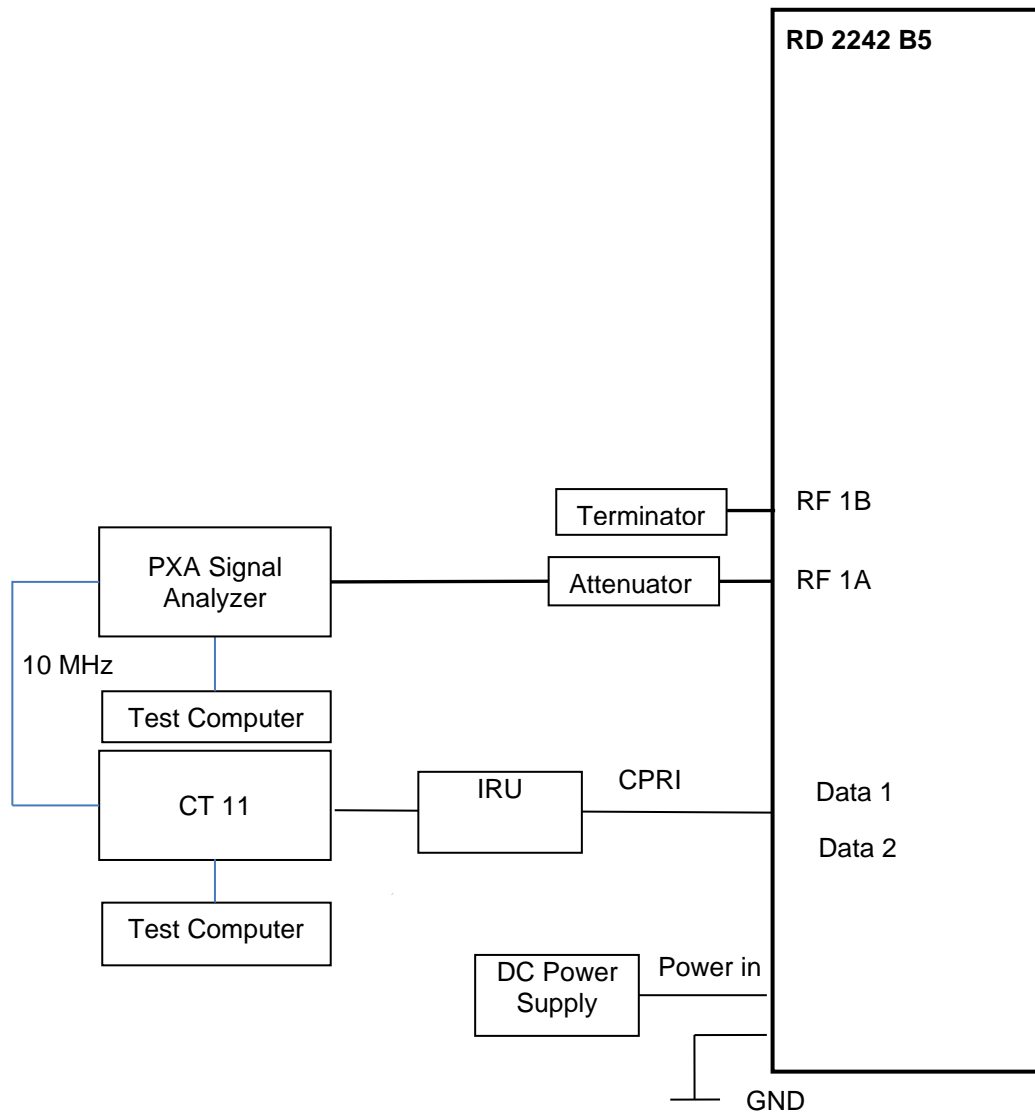 RD 2242 B5
RF 1B
Terminator
PXA Signal
Analyzer
Attenuator
RF 1A
10 MHz
Test Computer
IRU
CPRI
Data 1
CT 11
Data 2
Test Computer
DC Power
Supply
Power in
GND